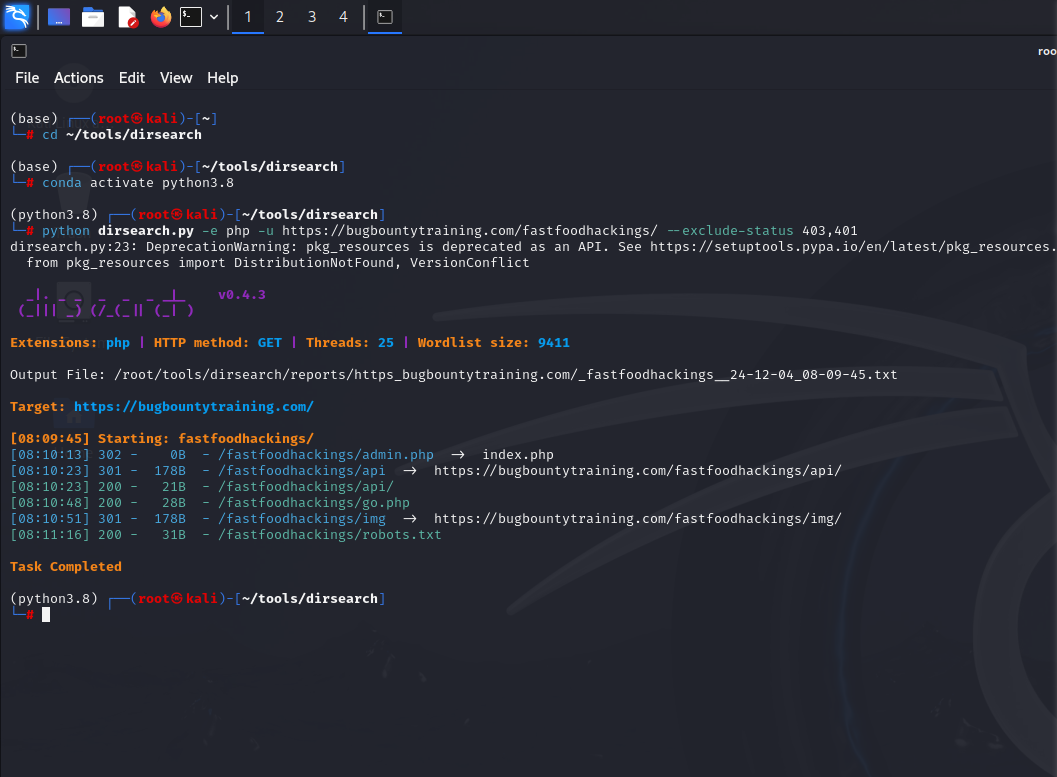 1 2 3 4
roo
File Actions Edit View Help
(base) ┌──(root㉿kali)-[~]
└─# cd ~/tools/dirsearch
(base) ┌──(root㉿kali)-[~/tools/dirsearch]
└─# conda activate python3.8
(python3.8) ┌──(root㉿kali)-[~/tools/dirsearch]
└─# python dirsearch.py -e php -u https://bugbountytraining.com/fastfoodhackings/ --exclude-status 403,401
dirsearch.py:23: DeprecationWarning: pkg_resources is deprecated as an API. See https://setuptools.pypa.io/en/latest/pkg_resources.
from pkg_resources import DistributionNotFound, VersionConflict
_|. _ _  _  _  _ _|_    v0.4.3
(_||| _) (/_(_|| (_| )
Extensions: php | HTTP method: GET | Threads: 25 | Wordlist size: 9411
Output File: /root/tools/dirsearch/reports/https_bugbountytraining.com/_fastfoodhackings__24-12-04_08-09-45.txt
Target: https://bugbountytraining.com/
[08:09:45] Starting: fastfoodhackings/
[08:10:13] 302 -    0B  - /fastfoodhackings/admin.php  →  index.php
[08:10:23] 301 -  178B  - /fastfoodhackings/api  →  https://bugbountytraining.com/fastfoodhackings/api/
[08:10:23] 200 -   21B  - /fastfoodhackings/api/
[08:10:48] 200 -   28B  - /fastfoodhackings/go.php
[08:10:51] 301 -  178B  - /fastfoodhackings/img  →  https://bugbountytraining.com/fastfoodhackings/img/
[08:11:16] 200 -   31B  - /fastfoodhackings/robots.txt
Task Completed
(python3.8) ┌──(root㉿kali)-[~/tools/dirsearch]
└─#